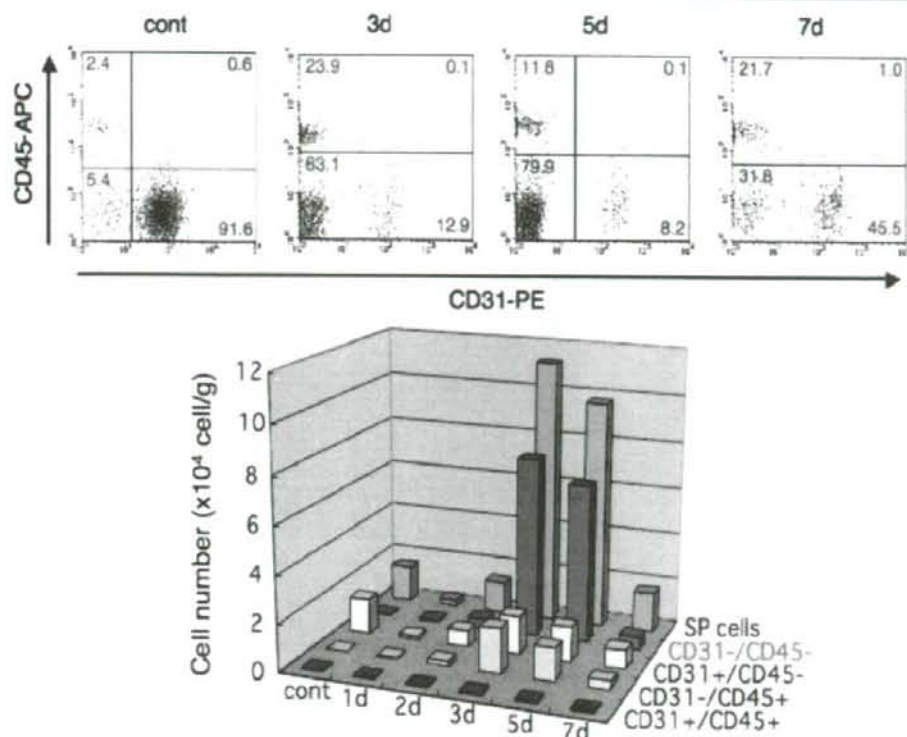 cont 3d 5d 7d
2.4 0.6 23.9 0.1 11.8 0.1 21.7 1.0
CD45-APC
5.4 91.6 63.1 12.9 79.9 8.2 31.8 45.5
CD31-PE
Cell number (x10⁴ cell/g)
12
10
8
6
4
2
0
cont 1d 2d 3d 5d 7d
SP cells
CD31-/CD45-
CD31+/CD45-
CD31-/CD45+
CD31+/CD45+